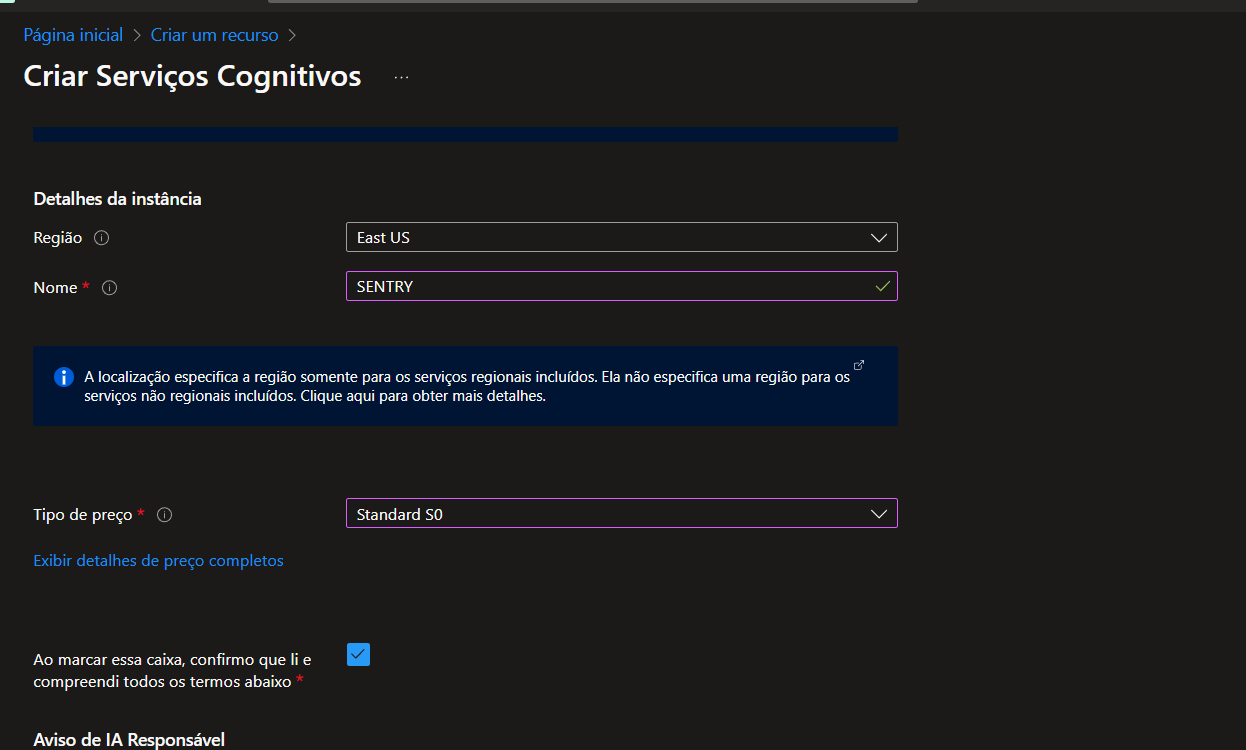 Página inicial > Criar um recurso >
Criar Serviços Cognitivos ...
Detalhes da instância
Região
East US
Nome *
SENTRY
A localização especifica a região somente para os serviços regionais incluídos. Ela não especifica uma região para os
serviços não regionais incluídos. Clique aqui para obter mais detalhes.
Tipo de preço *
Standard S0
Exibir detalhes de preço completos
Ao marcar essa caixa, confirmo que li e
compreendi todos os termos abaixo *
Aviso de IA Responsável